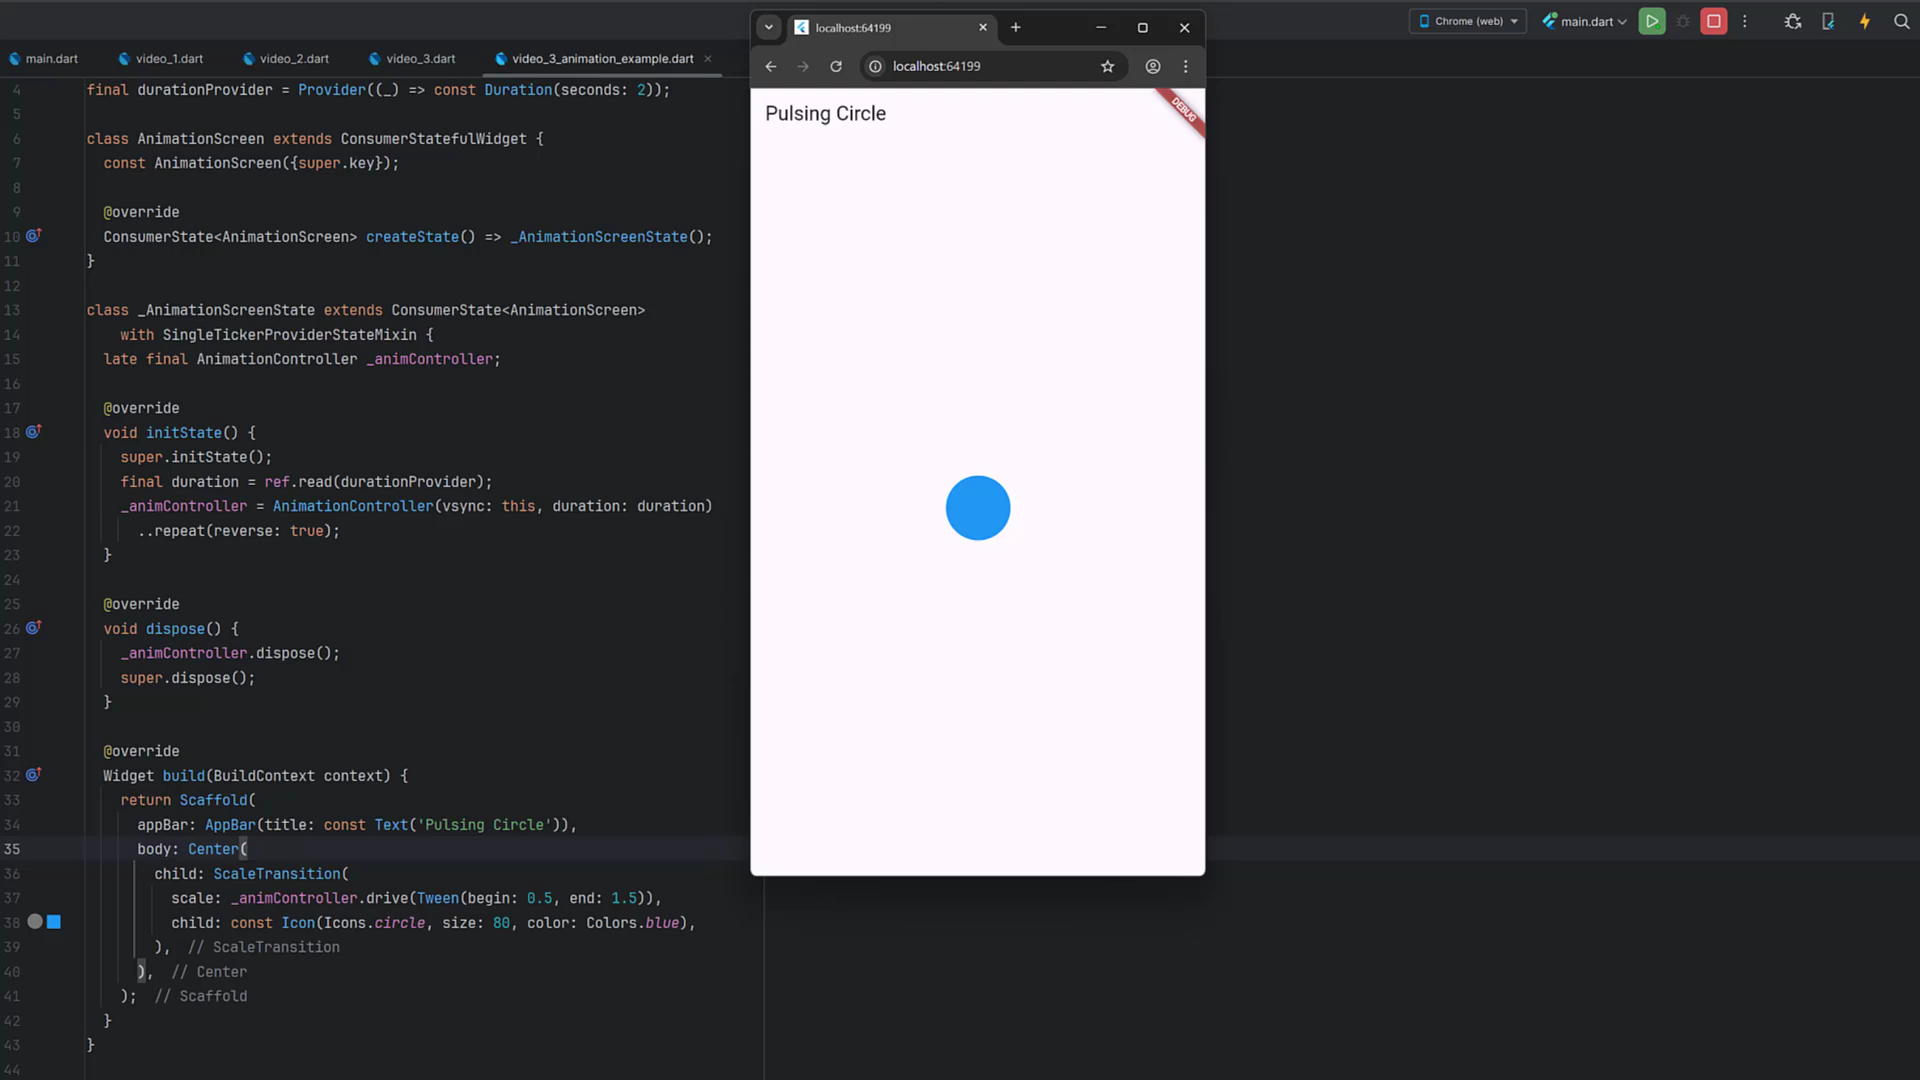 Chrome (web)
main.dart
main.dart
video_1.dart
video_2.dart
video_3.dart
video_3_animation_example.dart
4 final durationProvider = Provider((_) => const Duration(seconds: 2));
5
6 class AnimationScreen extends ConsumerStatefulWidget {
7 const AnimationScreen({super.key});
8
9 @override
10 ConsumerState<AnimationScreen> createState() => _AnimationScreenState();
11 }
12
13 class _AnimationScreenState extends ConsumerState<AnimationScreen>
14 with SingleTickerProviderStateMixin {
15 late final AnimationController _animController;
16
17 @override
18 void initState() {
19 super.initState();
20 final duration = ref.read(durationProvider);
21 _animController = AnimationController(vsync: this, duration: duration)
22 ..repeat(reverse: true);
23 }
24
25 @override
26 void dispose() {
27 _animController.dispose();
28 super.dispose();
29 }
30
31 @override
32 Widget build(BuildContext context) {
33 return Scaffold(
34 appBar: AppBar(title: const Text('Pulsing Circle')),
35 body: Center(
36 child: ScaleTransition(
37 scale: _animController.drive(Tween(begin: 0.5, end: 1.5)),
38 child: const Icon(Icons.circle, size: 80, color: Colors.blue),
39 ), // ScaleTransition
40 ), // Center
41 ); // Scaffold
42 }
43 }
44
localhost:64199
localhost:64199
Pulsing Circle
DEBUG